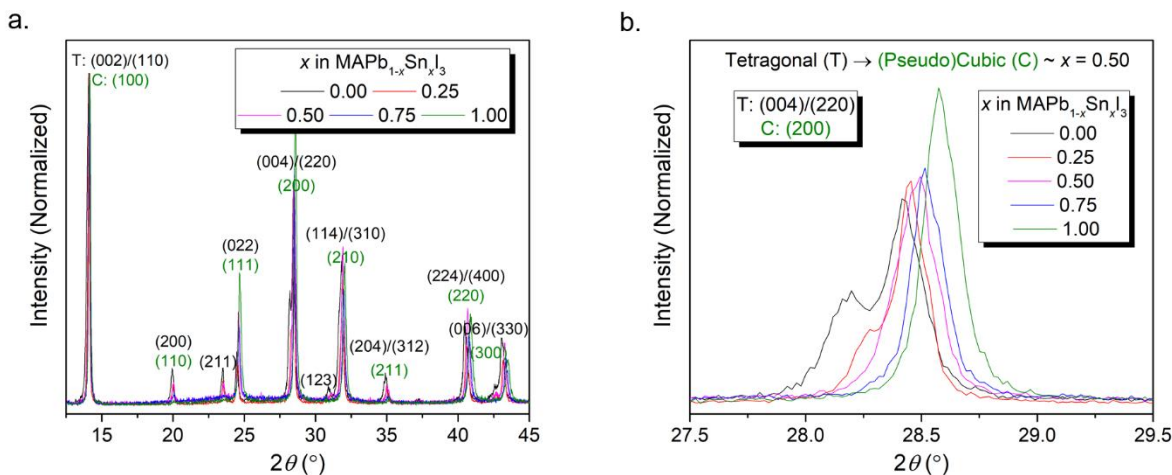 a.
Intensity (Normalized)
T: (002)/(110)
C: (100)
x in MAPb1-xSnxI3
0.00 0.25
0.50 0.75 1.00
(200)
(110)
(211)
(022)
(111)
(004)/(220)
(200)
(123)
(114)/(310)
(210)
(204)/(312)
(211)
(224)/(400)
(220)
(006)/(330)
(300)
15 20 25 30 35 40 45
2θ (°)
b.
Intensity (Normalized)
Tetragonal (T) → (Pseudo)Cubic (C) ~ x = 0.50
T: (004)/(220)
C: (200)
x in MAPb1-xSnxI3
0.00
0.25
0.50
0.75
1.00
27.5 28.0 28.5 29.0 29.5
2θ (°)